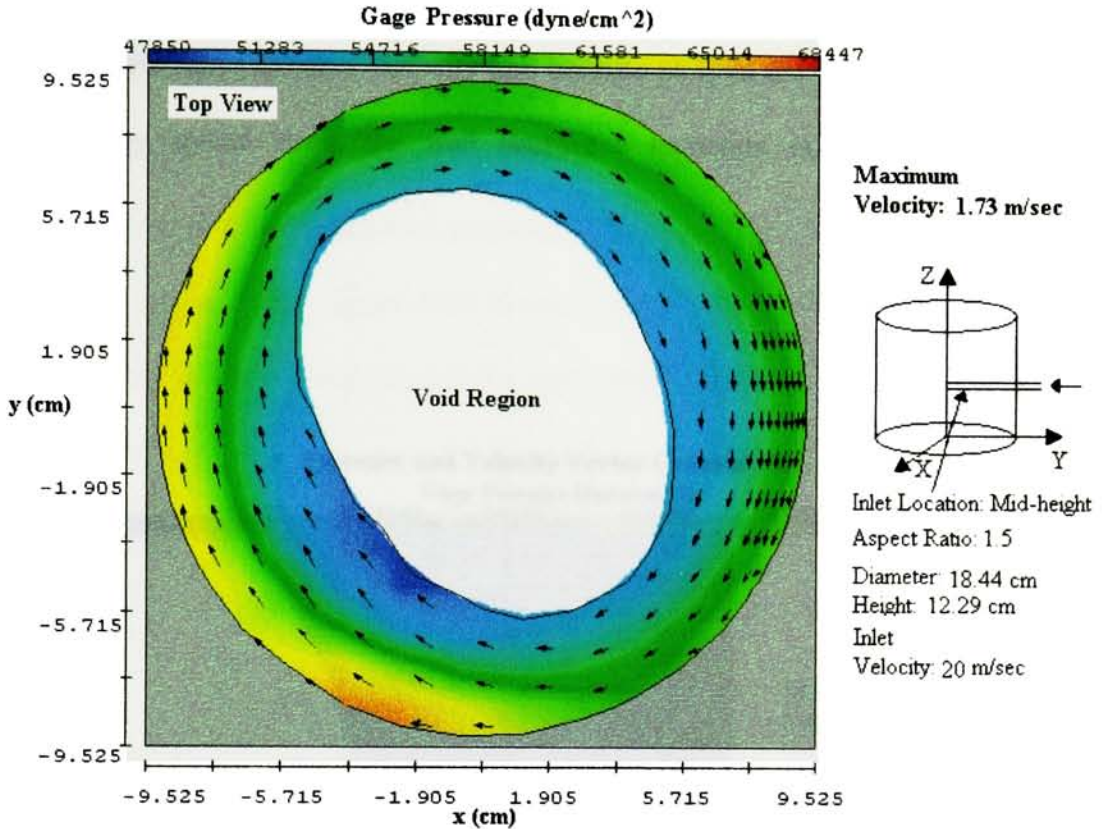 Gage Pressure (dyne/cm^2)
47850 51283 54716 58149 61581 65014 68447
Top View
9.525
5.715
1.905
y (cm)
-1.905
-5.715
-9.525
Void Region
-9.525 -5.715 -1.905 1.905 5.715 9.525
x (cm)
Maximum
Velocity: 1.73 m/sec
Z
X
Y
Inlet Location: Mid-height
Aspect Ratio: 1.5
Diameter: 18.44 cm
Height: 12.29 cm
Inlet
Velocity: 20 m/sec